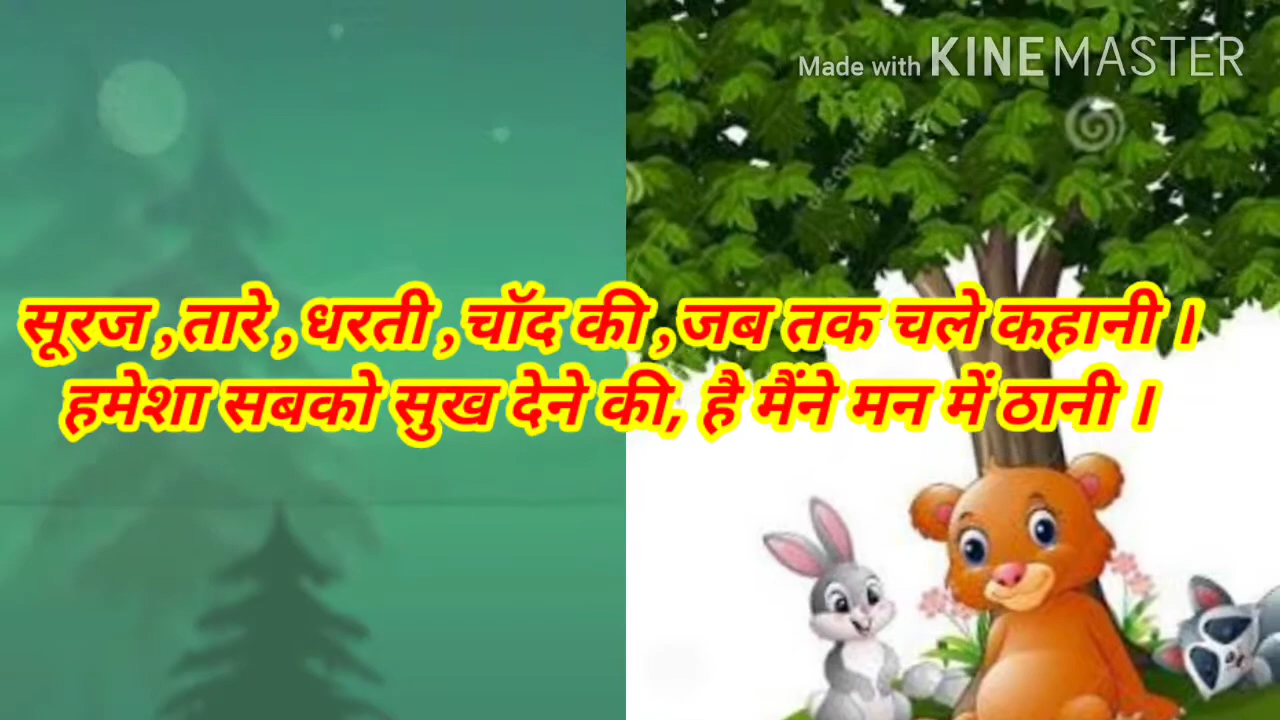 Made with KINEMASTER
सूरज ,तारे ,धरती ,चॉद की ,जब तक चले कहानी ।
हमेशा सबको सुख देने की, है मैंने मन में ठानी ।